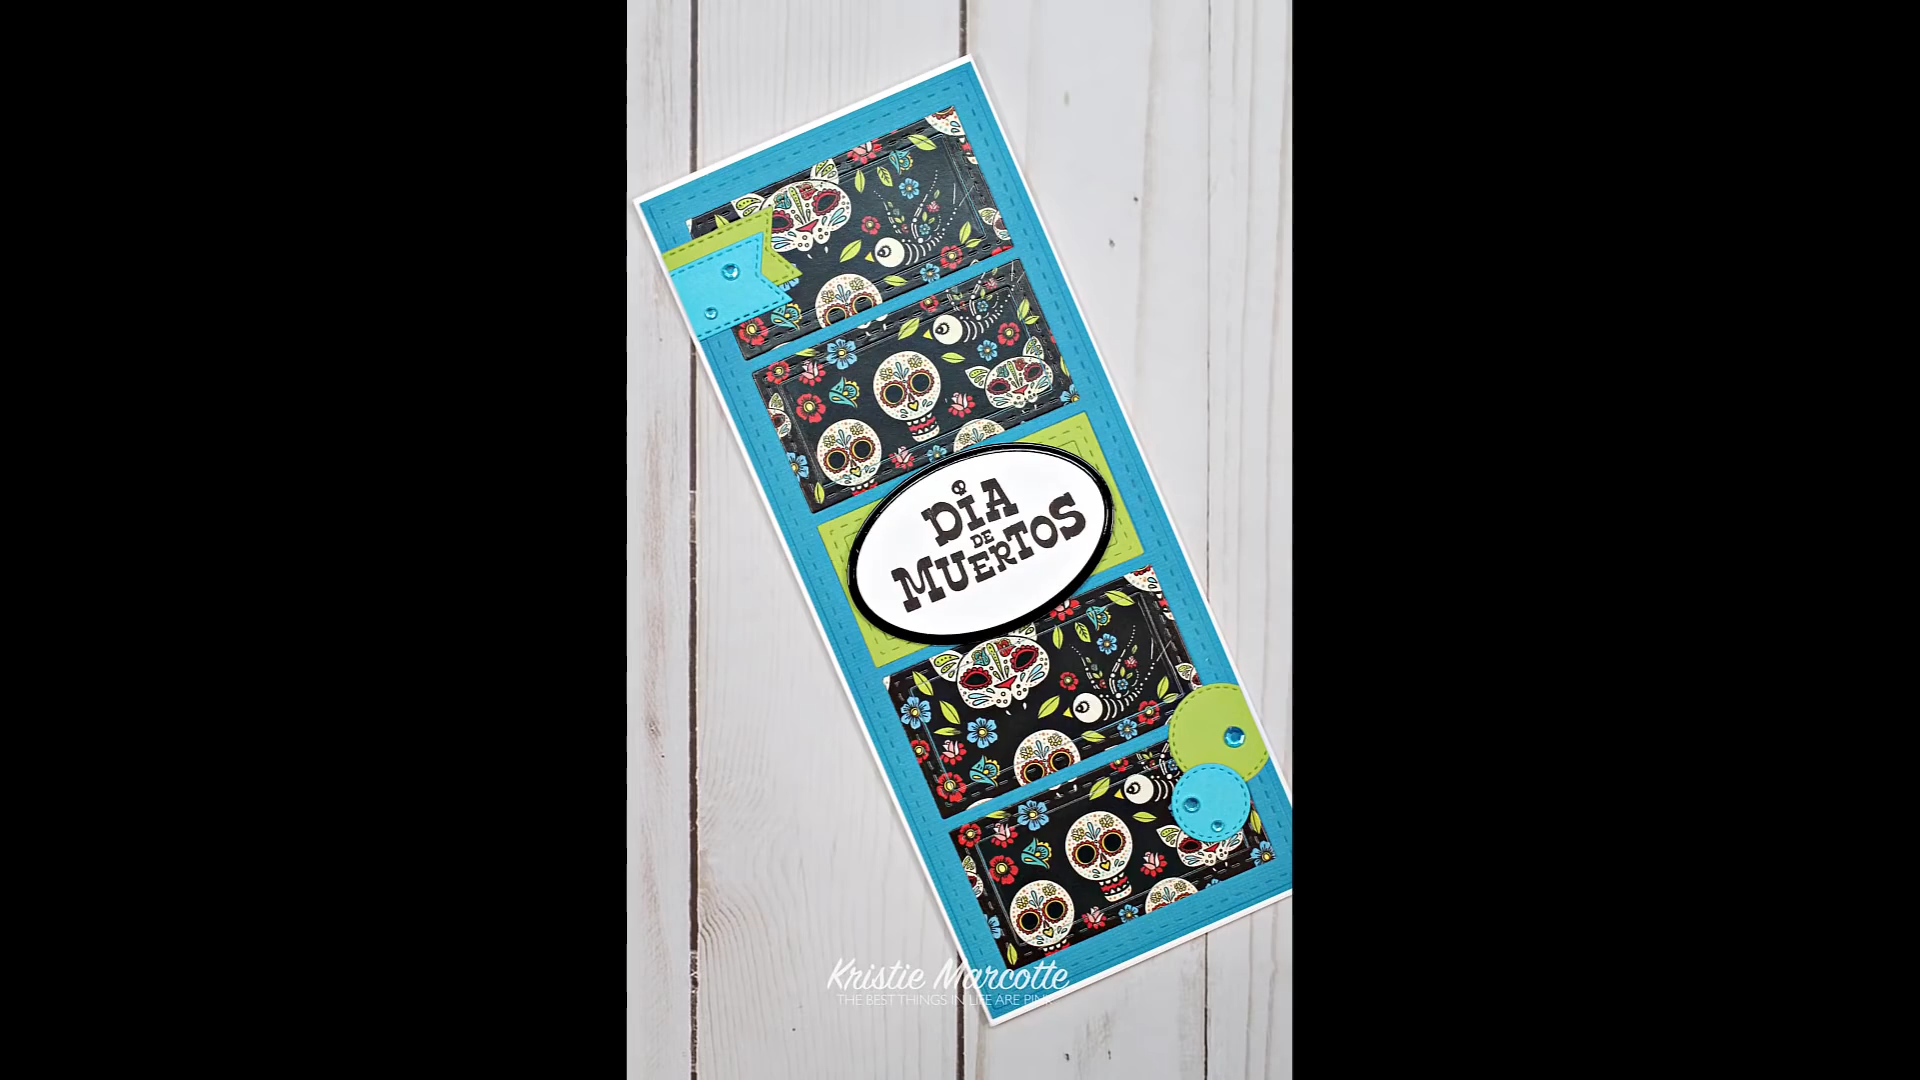 DÍA
DE
MUERTOS
Kristie Marcotte
THE BEST THINGS IN LIFE ARE PINK